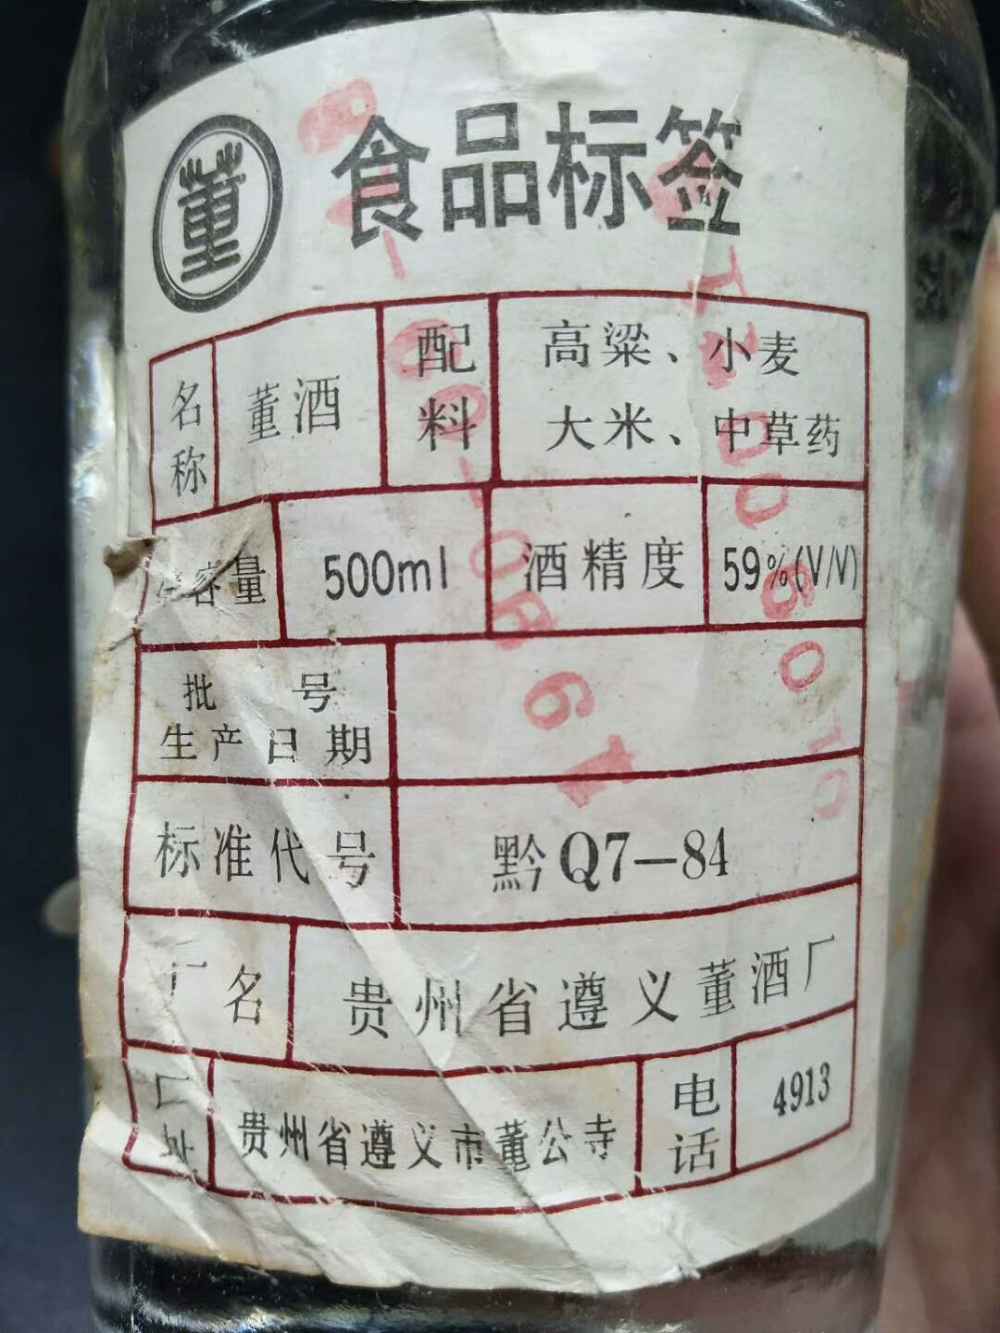 董
食品标签
名称 董酒 配料 高粱、小麦
大米、中草药
净容量 500ml 酒精度 59%(V/V)
批号
生产日期
标准代号 黔Q7—84
厂名 贵州省遵义董酒厂
厂址 贵州省遵义市董公寺 电话 4913